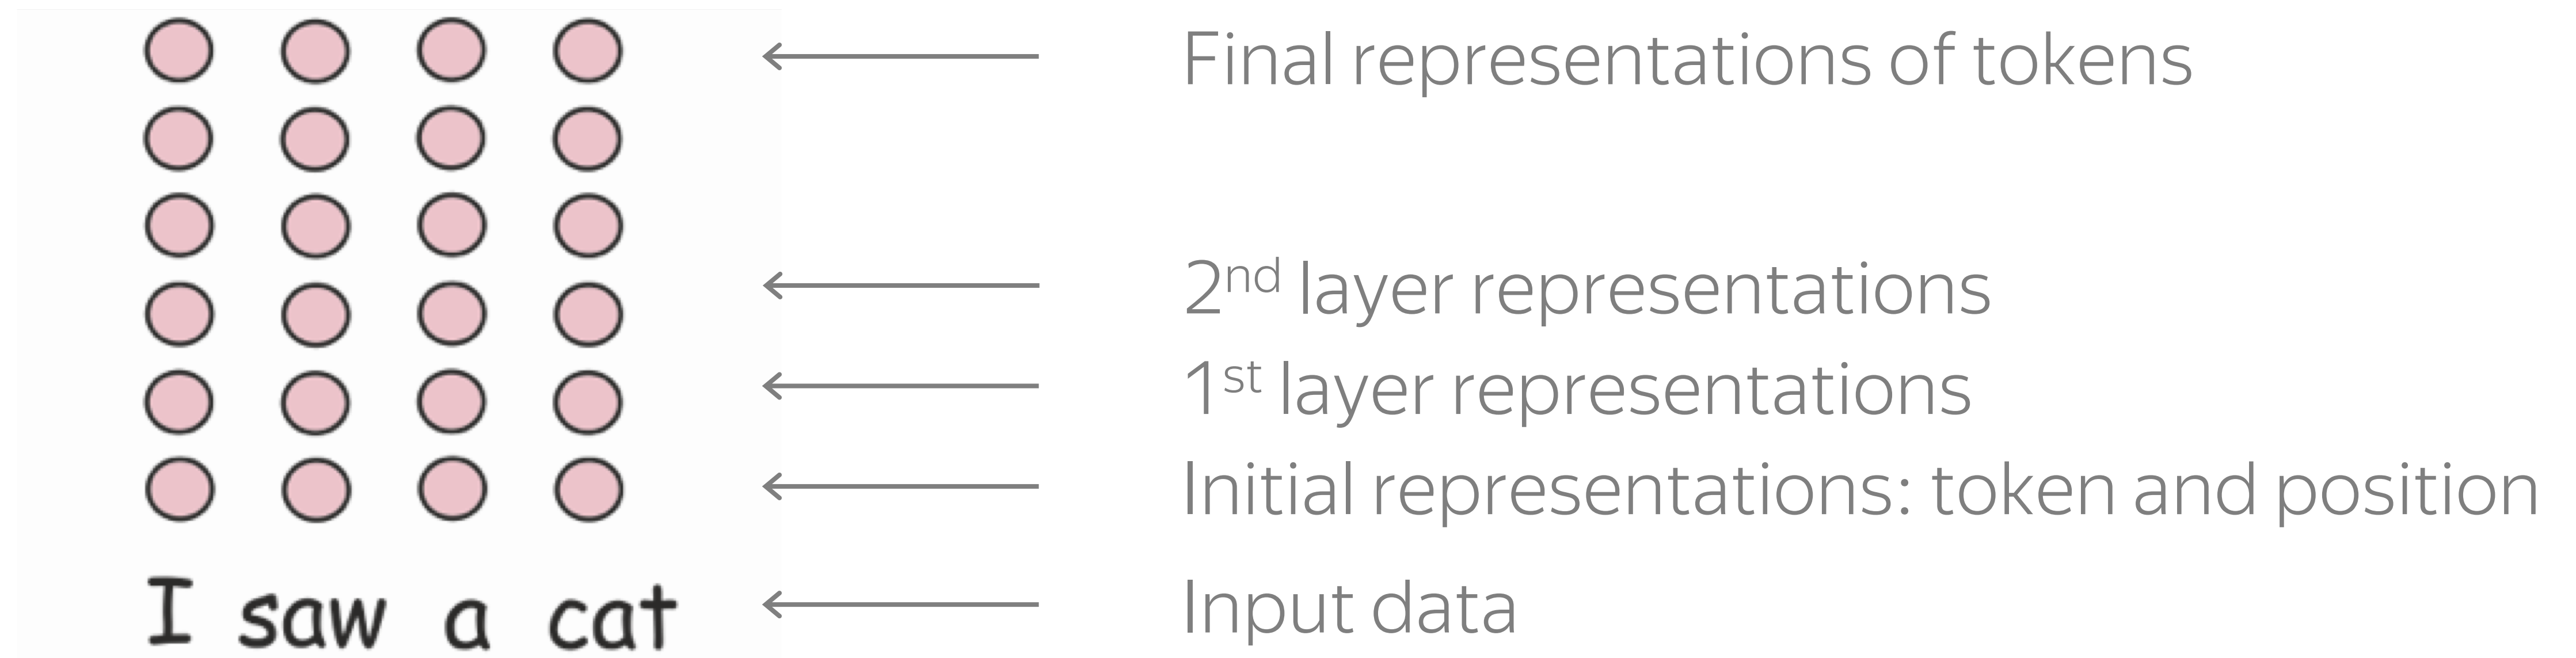 Final representations of tokens
2nd layer representations
1st layer representations
Initial representations: token and position
I saw a cat
Input data